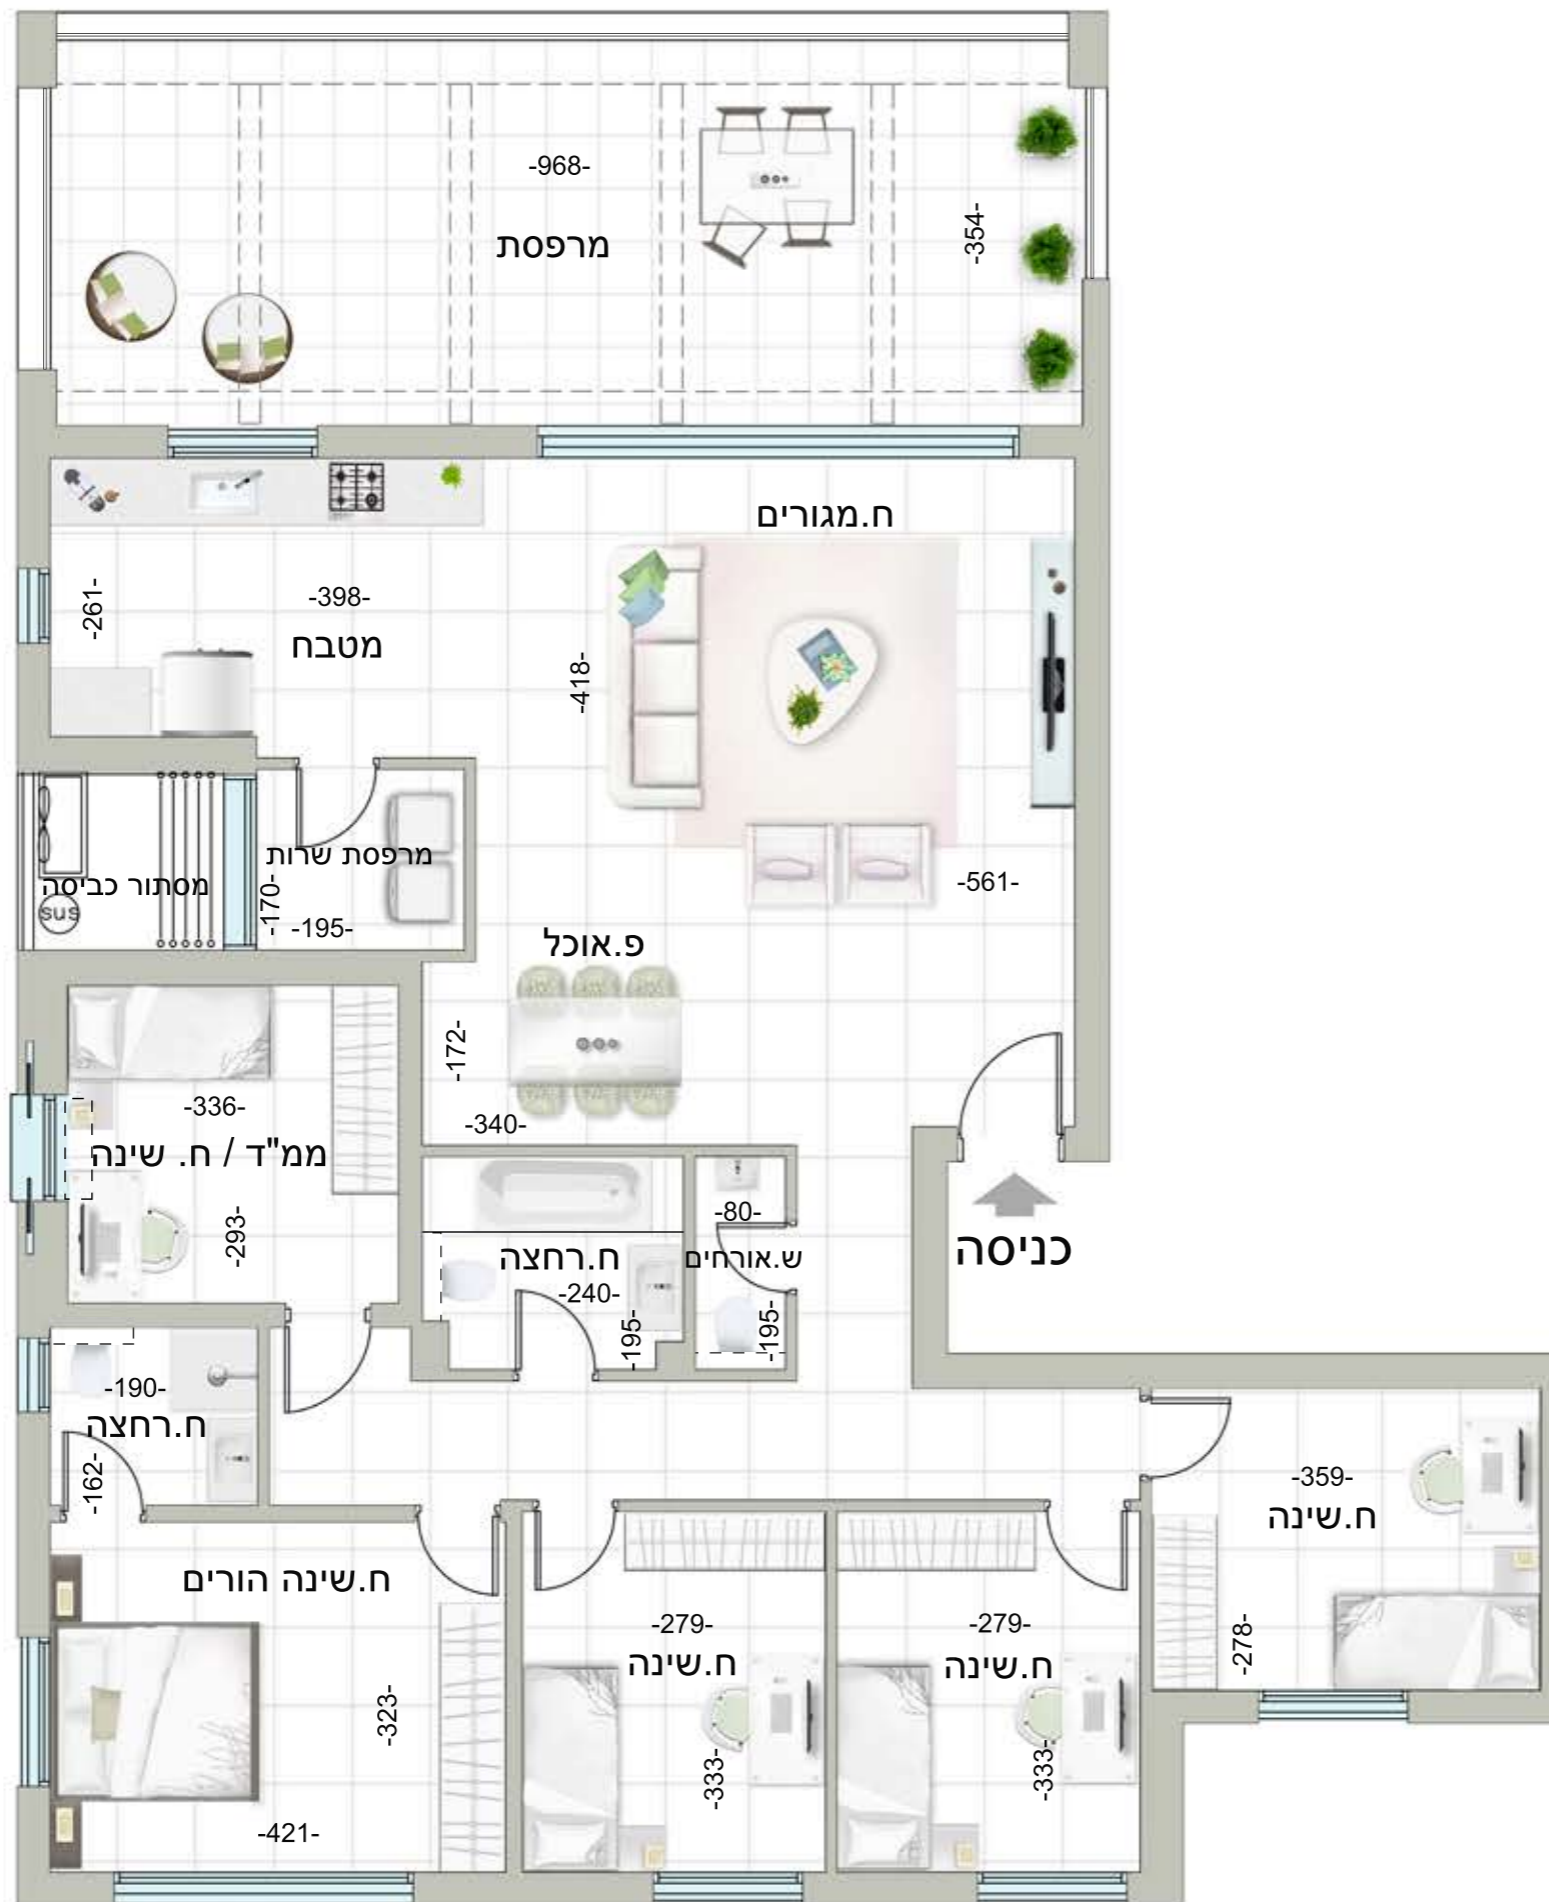 -968-
-354-
מרפסת
ח.מגורים
-261-
-398-
מטבח
-418-
מרפסת שרות
מסתור כביסה
sus
-170-
-195-
-561-
פ.אוכל
-172-
-340-
-336-
ממ"ד / ח. שינה
-293-
-80-
ח.רחצה
ש.אורחים
-240-
-195-
-195-
כניסה
-190-
ח.רחצה
-162-
-359-
ח.שינה
-278-
ח.שינה הורים
-323-
-421-
-279-
ח.שינה
-333-
-279-
ח.שינה
-333-